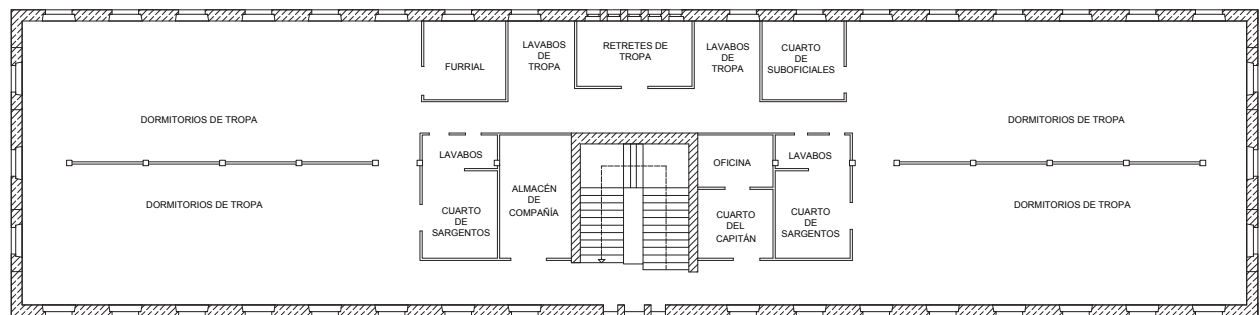 LAVABOS
DE
TROPA
RETRETES DE
TROPA
LAVABOS
DE
TROPA
CUARTO
DE
SUBOFICIALES
FURRIAL
DORMITORIOS DE TROPA
DORMITORIOS DE TROPA
LAVABOS
OFICINA
LAVABOS
DORMITORIOS DE TROPA
ALMACÉN
DE
COMPAÑÍA
CUARTO
DE
SARGENTOS
CUARTO
DEL
CAPITÁN
CUARTO
DE
SARGENTOS
DORMITORIOS DE TROPA